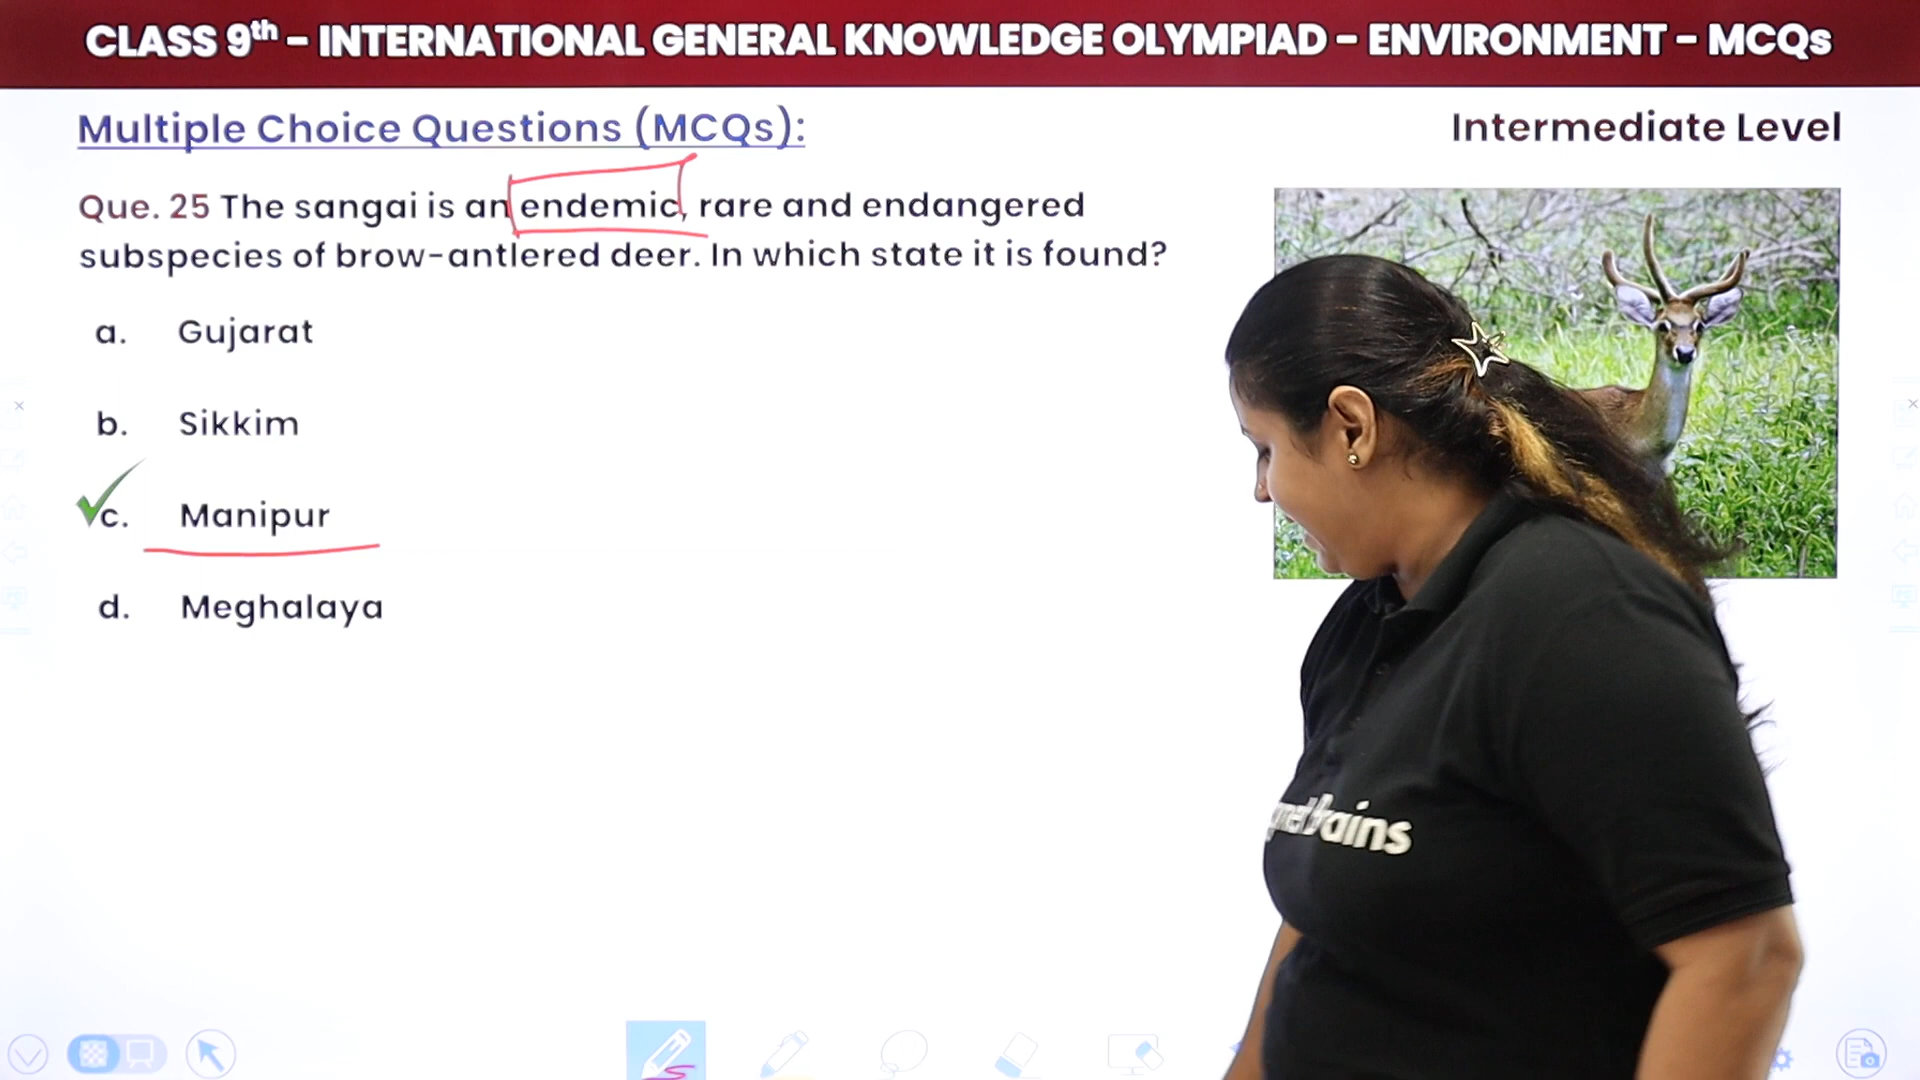 CLASS 9th – INTERNATIONAL GENERAL KNOWLEDGE OLYMPIAD – ENVIRONMENT – MCQs
Multiple Choice Questions (MCQs):
Intermediate Level
Que. 25 The sangai is an endemic, rare and endangered
subspecies of brow-antlered deer. In which state it is found?
a. Gujarat
b. Sikkim
c. Manipur
d. Meghalaya